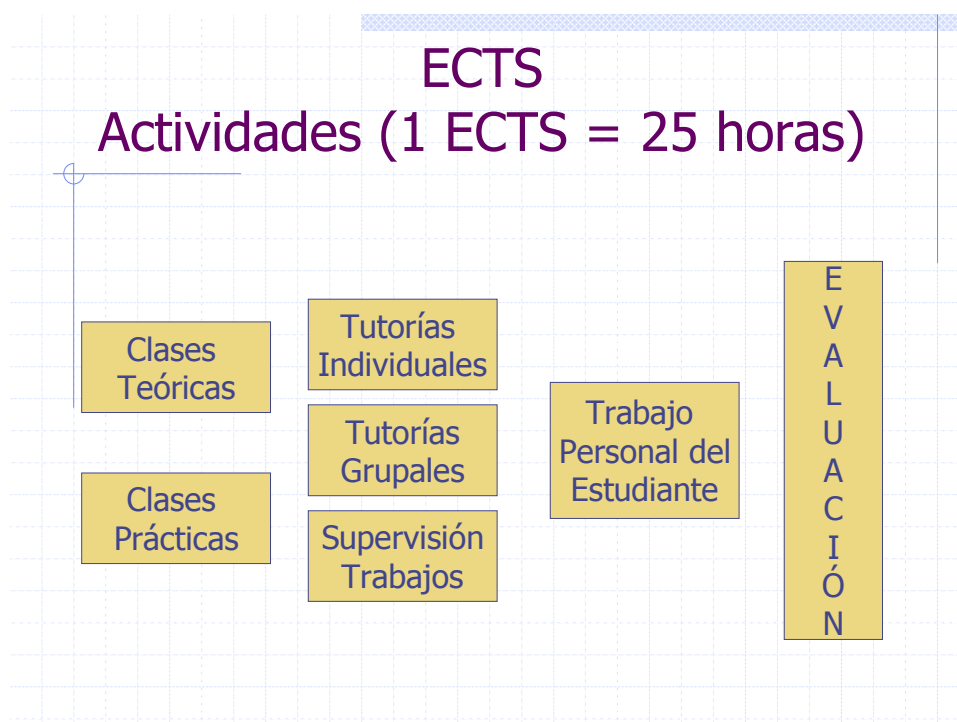 ECTS
Actividades (1 ECTS = 25 horas)
Clases
Teóricas
Clases
Prácticas
Tutorías
Individuales
Tutorías
Grupales
Supervisión
Trabajos
Trabajo
Personal del
Estudiante
E
V
A
L
U
A
C
I
Ó
N